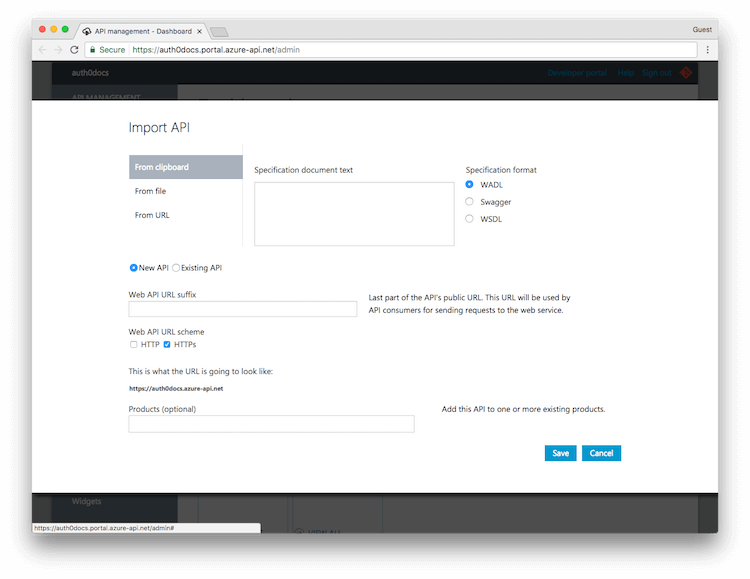 API management - Dashboard
Guest
Secure https://auth0docs.portal.azure-api.net/admin
auth0docs
Developer portal Help Sign out
API MANAGEMENT
Import API
From clipboard
From file
From URL
Specification document text
Specification format
WADL
Swagger
WSDL
New API Existing API
Web API URL suffix
Last part of the API's public URL. This URL will be used by
API consumers for sending requests to the web service.
Web API URL scheme
HTTP HTTPs
This is what the URL is going to look like:
https://auth0docs.azure-api.net
Products (optional)
Add this API to one or more existing products.
Save Cancel
Widgets
VIEW ALL
https://auth0docs.portal.azure-api.net/admin#